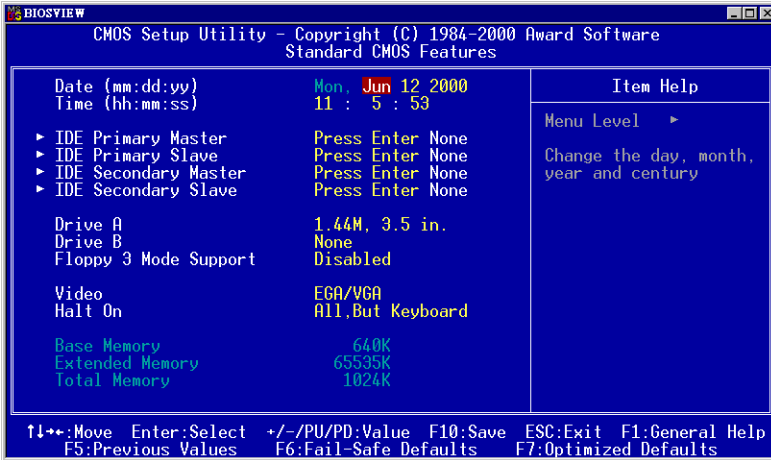 BIOSVIEW
CMOS Setup Utility - Copyright (C) 1984-2000 Award Software
Standard CMOS Features
Date (mm:dd:yy) Mon, Jun 12 2000
Time (hh:mm:ss) 11 : 5 : 53
▶ IDE Primary Master Press Enter None
▶ IDE Primary Slave Press Enter None
▶ IDE Secondary Master Press Enter None
▶ IDE Secondary Slave Press Enter None
Drive A 1.44M, 3.5 in.
Drive B None
Floppy 3 Mode Support Disabled
Video EGA/VGA
Halt On All,But Keyboard
Base Memory 640K
Extended Memory 65535K
Total Memory 1024K
Item Help
Menu Level ▶
Change the day, month,
year and century
↑↓→←:Move Enter:Select +/-/PU/PD:Value F10:Save ESC:Exit F1:General Help
F5:Previous Values F6:Fail-Safe Defaults F7:Optimized Defaults